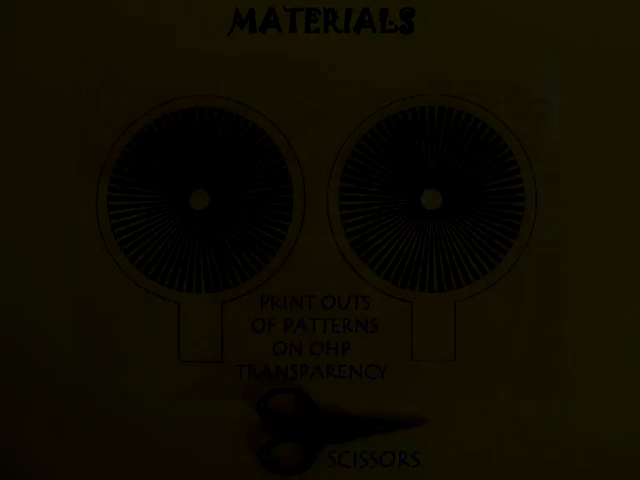 MATERIALS
PRINT OUTS
OF PATTERNS
ON OHP
TRANSPARENCY
SCISSORS